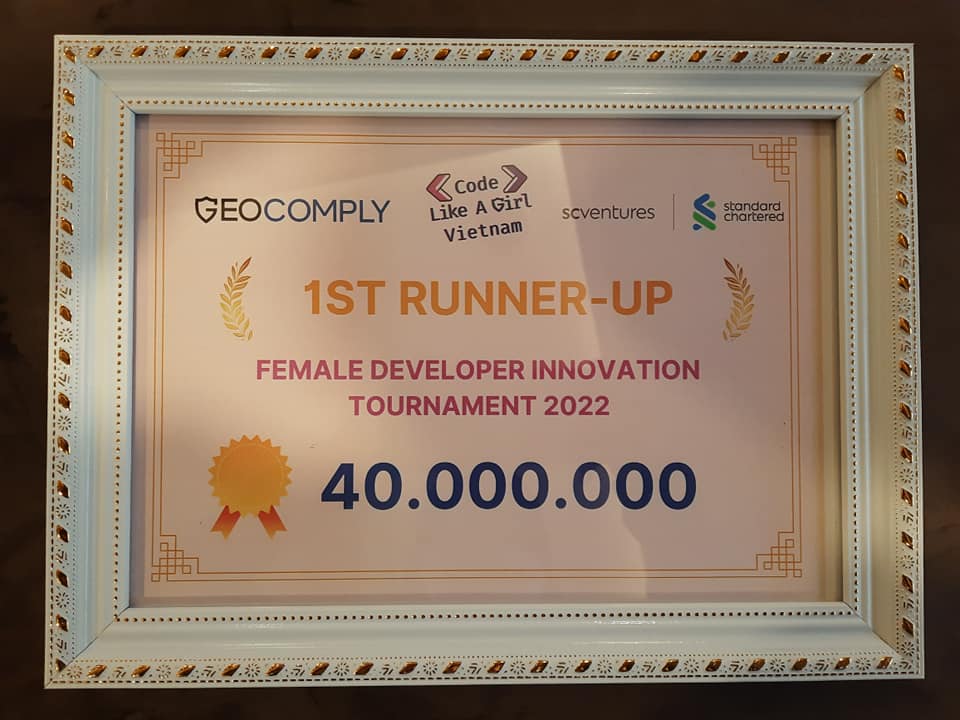 GEOCOMPLY
Code
Like A Girl
Vietnam
scventures
standard
chartered
1ST RUNNER-UP
FEMALE DEVELOPER INNOVATION
TOURNAMENT 2022
40.000.000